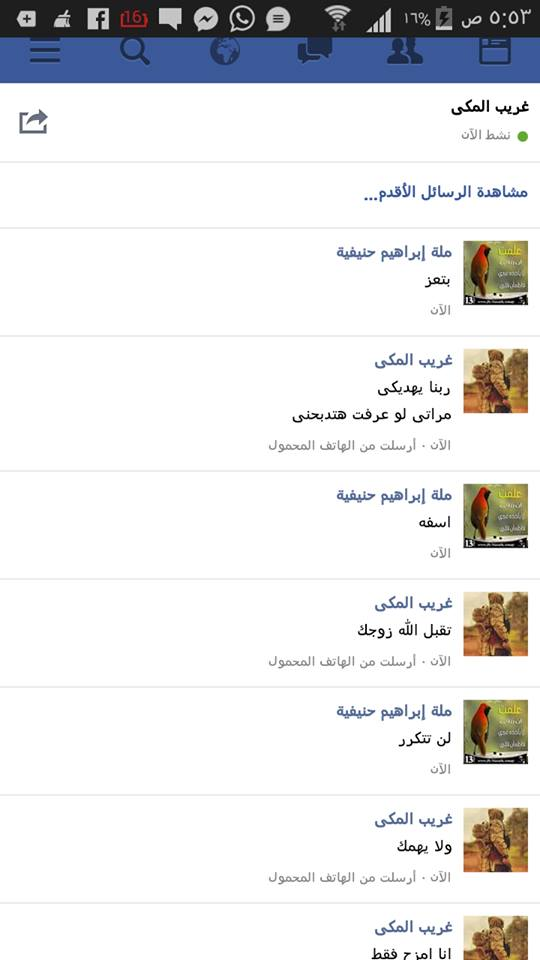 ١٦% ٥:٥٣ ص
16
غريب المكى
نشط الآن
مشاهدة الرسائل الأقدم...
ملة إبراهيم حنيفية
بتعز
الآن
غريب المكى
ربنا يهديكى
مراتى لو عرفت هتدبحنى
الآن · أرسلت من الهاتف المحمول
ملة إبراهيم حنيفية
اسفه
الآن
غريب المكى
تقبل الله زوجك
الآن · أرسلت من الهاتف المحمول
ملة إبراهيم حنيفية
لن تتكرر
الآن
غريب المكى
ولا يهمك
الآن · أرسلت من الهاتف المحمول
غريب المكى
انا امزح فقط